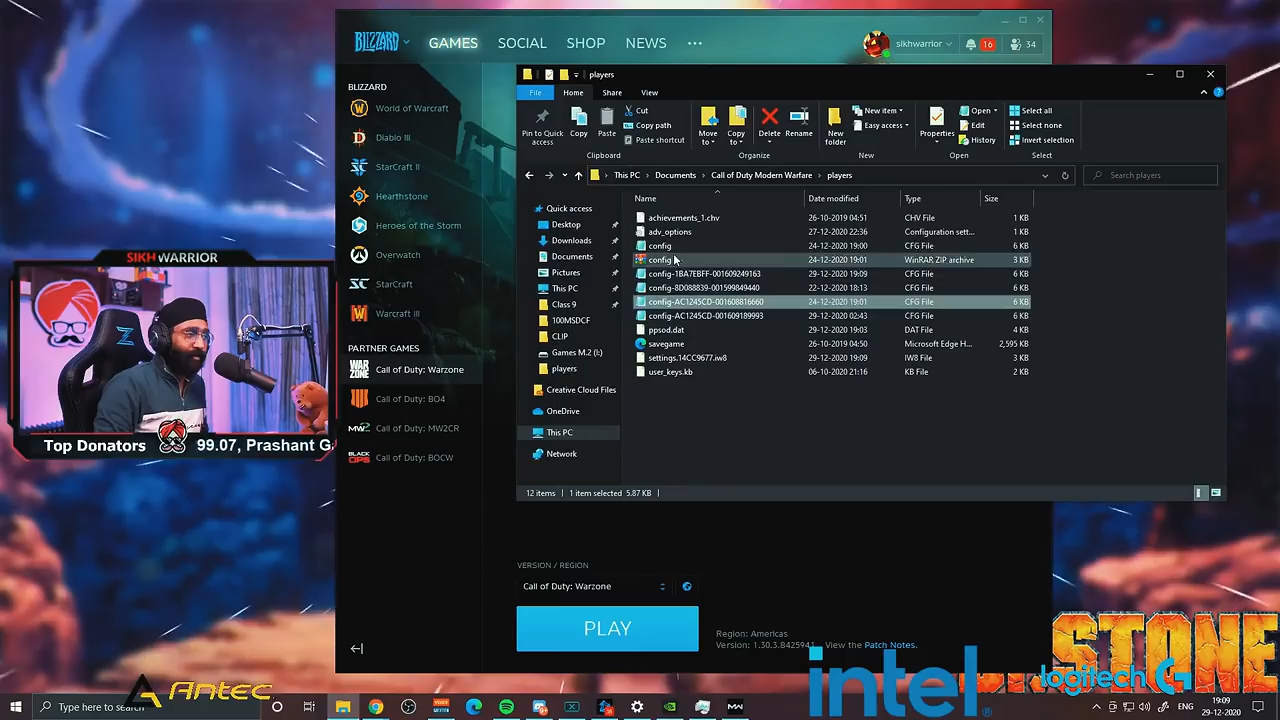 BLIZZARD
GAMES SOCIAL SHOP NEWS
sikhwarrior
16
34
BLIZZARD
World of Warcraft
Diablo III
StarCraft II
Hearthstone
Heroes of the Storm
Overwatch
StarCraft
Warcraft III
PARTNER GAMES
WAR ZONE Call of Duty: Warzone
Call of Duty: BO4
MW2 Call of Duty: MW2CR
BLACK OPS Call of Duty: BOCW
players
File Home Share View
Pin to Quick access
Copy
Paste
Cut
Copy path
Paste shortcut
Move to
Copy to
Delete
Rename
New folder
New item
Easy access
Properties
Open
Edit
History
Select all
Select none
Invert selection
Clipboard Organize New Open Select
This PC > Documents > Call of Duty Modern Warfare > players
Search players
Quick access
Desktop
Downloads
Documents
Pictures
This PC
Class 9
100MSDCF
CLIP
Games M.2 (I:)
players
Creative Cloud Files
OneDrive
This PC
Network
Name Date modified Type Size
achievements_1.chv 26-10-2019 04:51 CHV File 1 KB
adv_options 27-12-2020 22:36 Configuration sett... 1 KB
config 24-12-2020 19:00 CFG File 6 KB
config 24-12-2020 19:01 WinRAR ZIP archive 3 KB
config-1BA7EBFF-001609249163 29-12-2020 19:09 CFG File 6 KB
config-8D088839-001599849440 22-12-2020 18:13 CFG File 6 KB
config-AC1245CD-001608816660 24-12-2020 19:01 CFG File 6 KB
config-AC1245CD-001609189993 29-12-2020 02:43 CFG File 6 KB
ppsod.dat 29-12-2020 19:03 DAT File 4 KB
savegame 26-10-2019 04:50 Microsoft Edge H... 2,595 KB
settings.14CC9677.iw8 29-12-2020 19:09 IW8 File 3 KB
user_keys.kb 06-10-2020 21:16 KB File 2 KB
12 items 1 item selected 5.87 KB
SIKHWARRIOR
Top Donators 99.07, Prashant
VERSION / REGION
Call of Duty: Warzone
PLAY
Region: Americas
Version: 1.30.3.8425941 View the Patch Notes.
STONE
intel
logitech G
ANTEC
Type here to search
ENG
19:09
29-12-2020